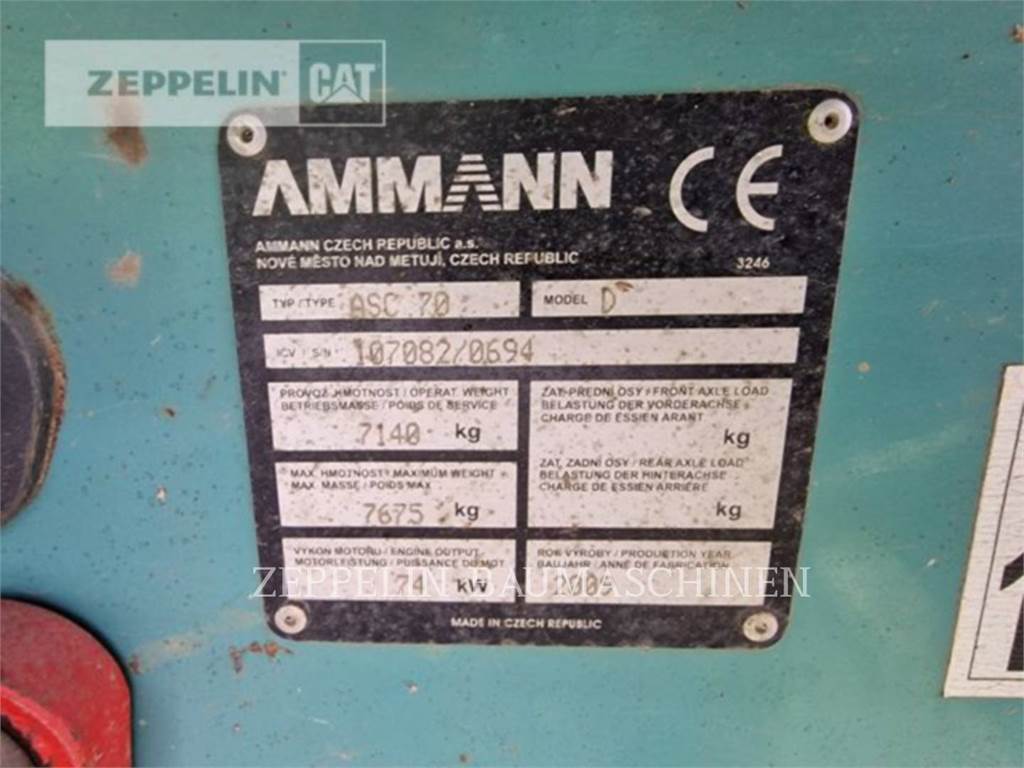 ZEPPELIN CAT
AMMANN CE
AMMANN CZECH REPUBLIC a.s.
NOVÉ MĚSTO NAD METUJÍ, CZECH REPUBLIC 3246
TYP / TYPE ASC 70 MODEL D
IČV / S/N 107082/0694
PROVOZ. HMOTNOST / OPERAT. WEIGHT
BETRIEBSMASSE / POIDS DE SERVICE
7140 kg
ZAT. PŘEDNÍ OSY / FRONT AXLE LOAD
BELASTUNG DER VORDERACHSE
CHARGE DE ESSIEN ARANT
kg
MAX. HMOTNOST / MAXIMUM WEIGHT
MAX. MASSE / POIDS MAX.
7675 kg
ZAT. ZADNÍ OSY / REAR AXLE LOAD
BELASTUNG DER HINTERACHSE
CHARGE DE ESSIEN ARRIÈRE
kg
VÝKON MOTORU / ENGINE OUTPUT
MOTORLEISTUNG / PUISSANCE DU MOT.
74 kW
ROK VÝROBY / PRODUCTION YEAR
BAUJAHR / ANNÉ DE FABRICATION
2009
ZEPPELIN BAUMASCHINEN
MADE IN CZECH REPUBLIC